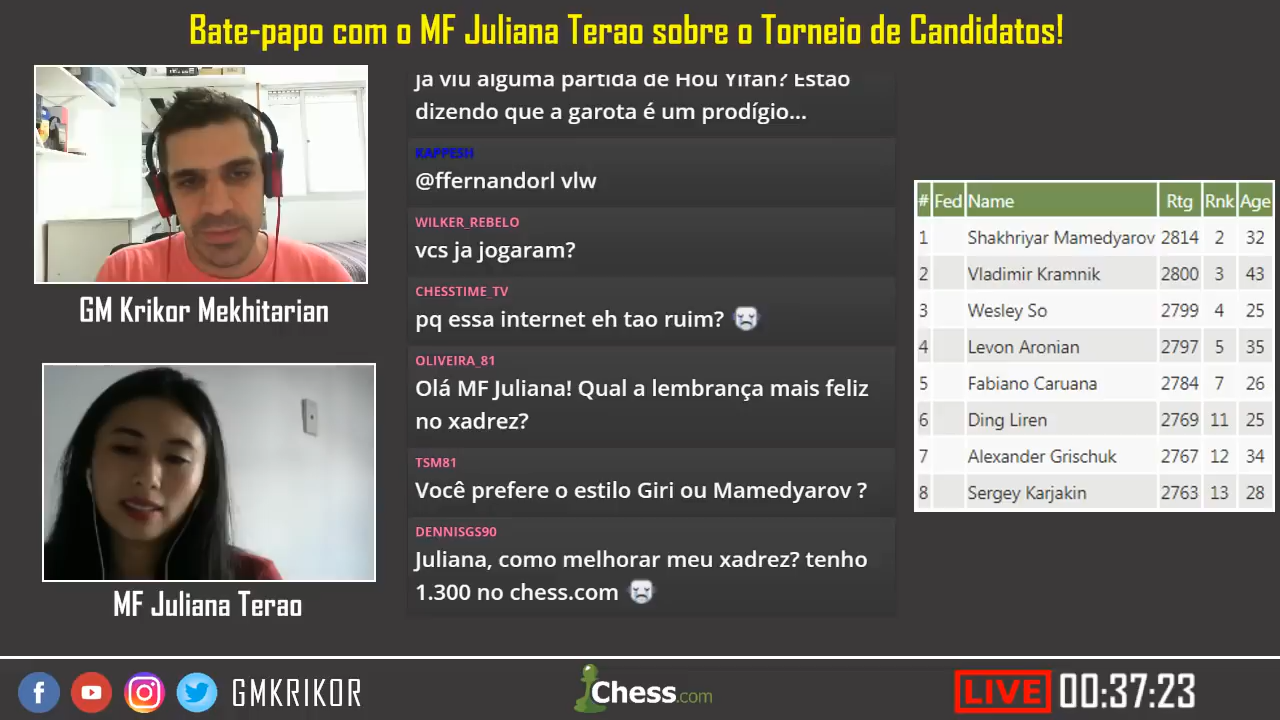 Bate-papo com o MF Juliana Terao sobre o Torneio de Candidatos!
GM Krikor Mekhitarian
MF Juliana Terao
ja viu alguma partida de Hou Yifan? Estão
dizendo que a garota é um prodígio...
KAPPESH
@ffernandorl vlw
WILKER_REBELO
vcs ja jogaram?
CHESSTIME_TV
pq essa internet eh tao ruim?
OLIVEIRA_81
Olá MF Juliana! Qual a lembrança mais feliz
no xadrez?
TSM81
Você prefere o estilo Giri ou Mamedyarov ?
DENNISGS90
Juliana, como melhorar meu xadrez? tenho
1.300 no chess.com
# Fed Name Rtg Rnk Age
1 Shakhriyar Mamedyarov 2814 2 32
2 Vladimir Kramnik 2800 3 43
3 Wesley So 2799 4 25
4 Levon Aronian 2797 5 35
5 Fabiano Caruana 2784 7 26
6 Ding Liren 2769 11 25
7 Alexander Grischuk 2767 12 34
8 Sergey Karjakin 2763 13 28
GMKRIKOR
Chess.com
LIVE 00:37:23